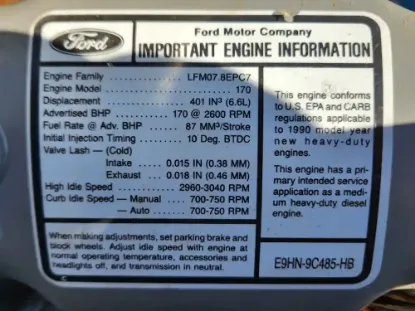 Ford
Ford Motor Company
IMPORTANT ENGINE INFORMATION
Engine Family .................. LFM07.8EPC7
Engine Model .................. 170
Displacement ............ 401 IN³ (6.6L)
Advertised BHP ....... 170 @ 2600 RPM
Fuel Rate @ Adv. BHP .... 87 MM³/Stroke
Initial Injection Timing ...... 10 Deg. BTDC
Valve Lash — (Cold)
Intake ..... 0.015 IN (0.38 MM)
Exhaust .... 0.018 IN (0.46 MM)
High Idle Speed ........ 2960-3040 RPM
Curb Idle Speed — Manual .... 700-750 RPM
— Auto ..... 700-750 RPM
When making adjustments, set parking brake and
block wheels. Adjust idle speed with engine at
normal operating temperature, accessories and
headlights off, and transmission in neutral.
This engine conforms
to U.S. EPA and CARB
regulations applicable
to 1990 model year
new heavy-duty
engines.
This engine has a pri-
mary intended service
application as a medi-
um heavy-duty diesel
engine.
E9HN-9C485-HB